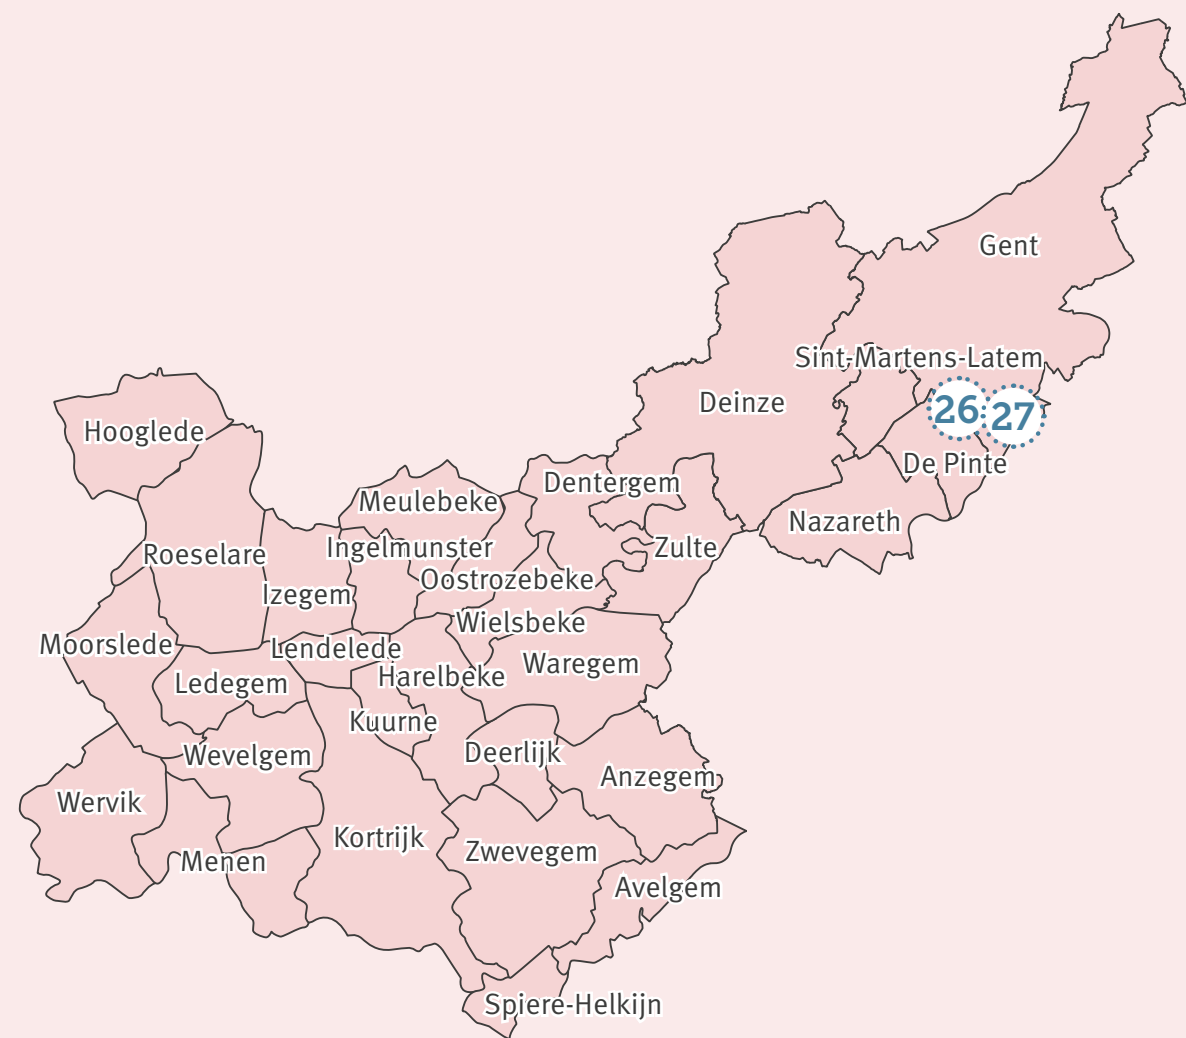 Gent
Sint-Martens-Latem
Deinze
26
27
Hooglede
De Pinte
Dentergem
Meulebeke
Nazareth
Ingelmunster
Zulte
Roeselare
Oostrozebeke
Izegem
Wielsbeke
Moorslede
Lendelede
Waregem
Harelbeke
Ledegem
Kuurne
Deerlijk
Wevelgem
Anzegem
Wervik
Kortrijk
Zwevegem
Menen
Avelgem
Spiere-Helkijn